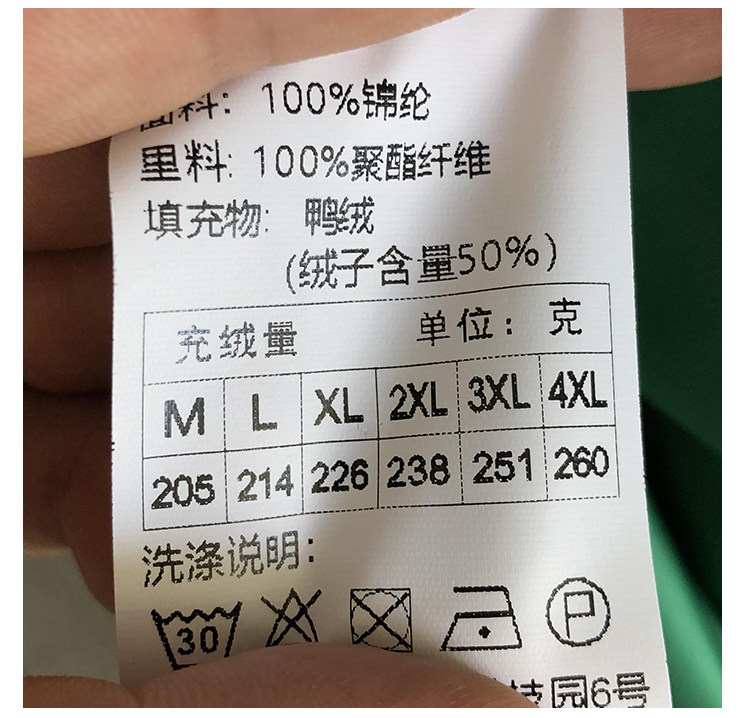 面料: 100%锦纶
里料: 100%聚酯纤维
填充物: 鸭绒
(绒子含量50%)
充绒量 单位: 克
M L XL 2XL 3XL 4XL
205 214 226 238 251 260
洗涤说明:
30 P
技园6号